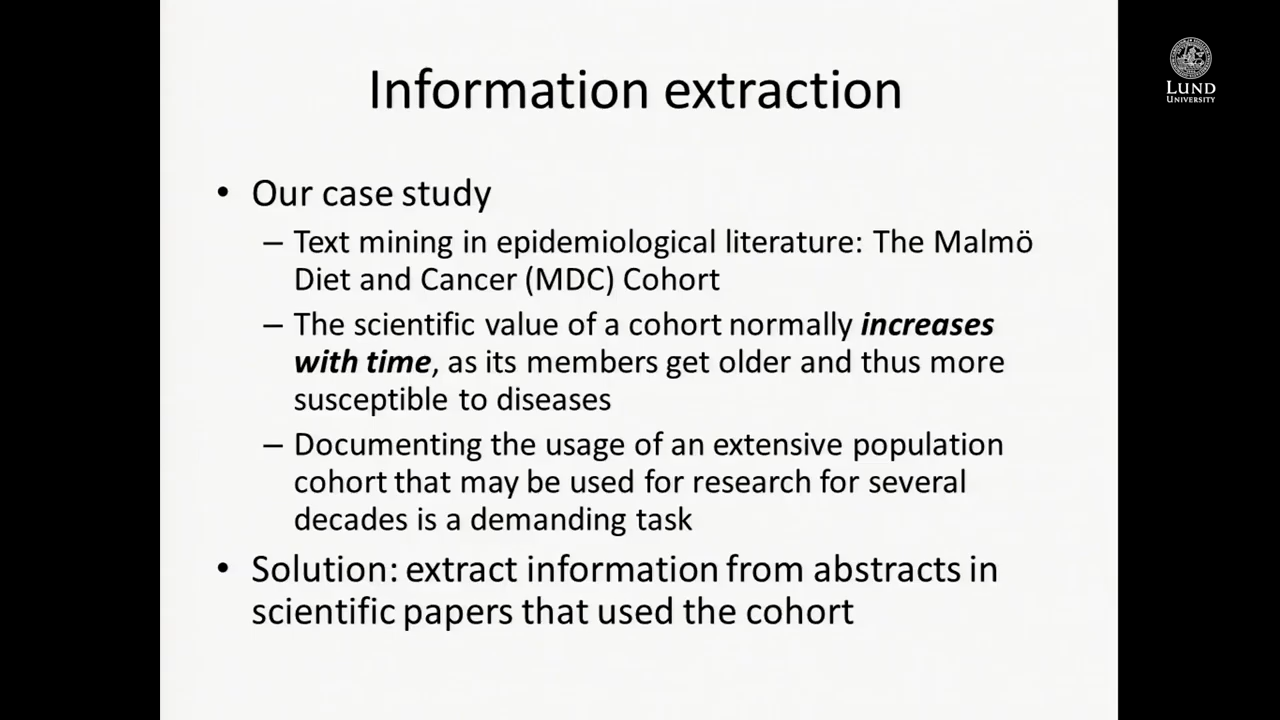 Information extraction
• Our case study
– Text mining in epidemiological literature: The Malmö
Diet and Cancer (MDC) Cohort
– The scientific value of a cohort normally increases
with time, as its members get older and thus more
susceptible to diseases
– Documenting the usage of an extensive population
cohort that may be used for research for several
decades is a demanding task
• Solution: extract information from abstracts in
scientific papers that used the cohort
LUND
UNIVERSITY